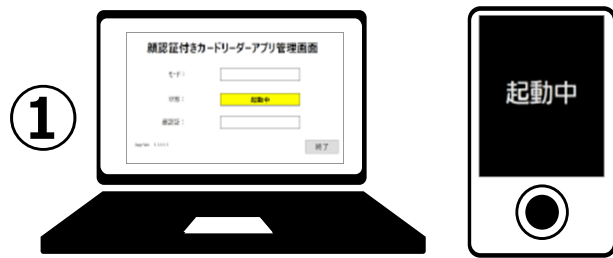 ①
顔認証付きカードリーダーアプリ管理画面
モード：
状態： 起動中
顔認証：
終了
起動中